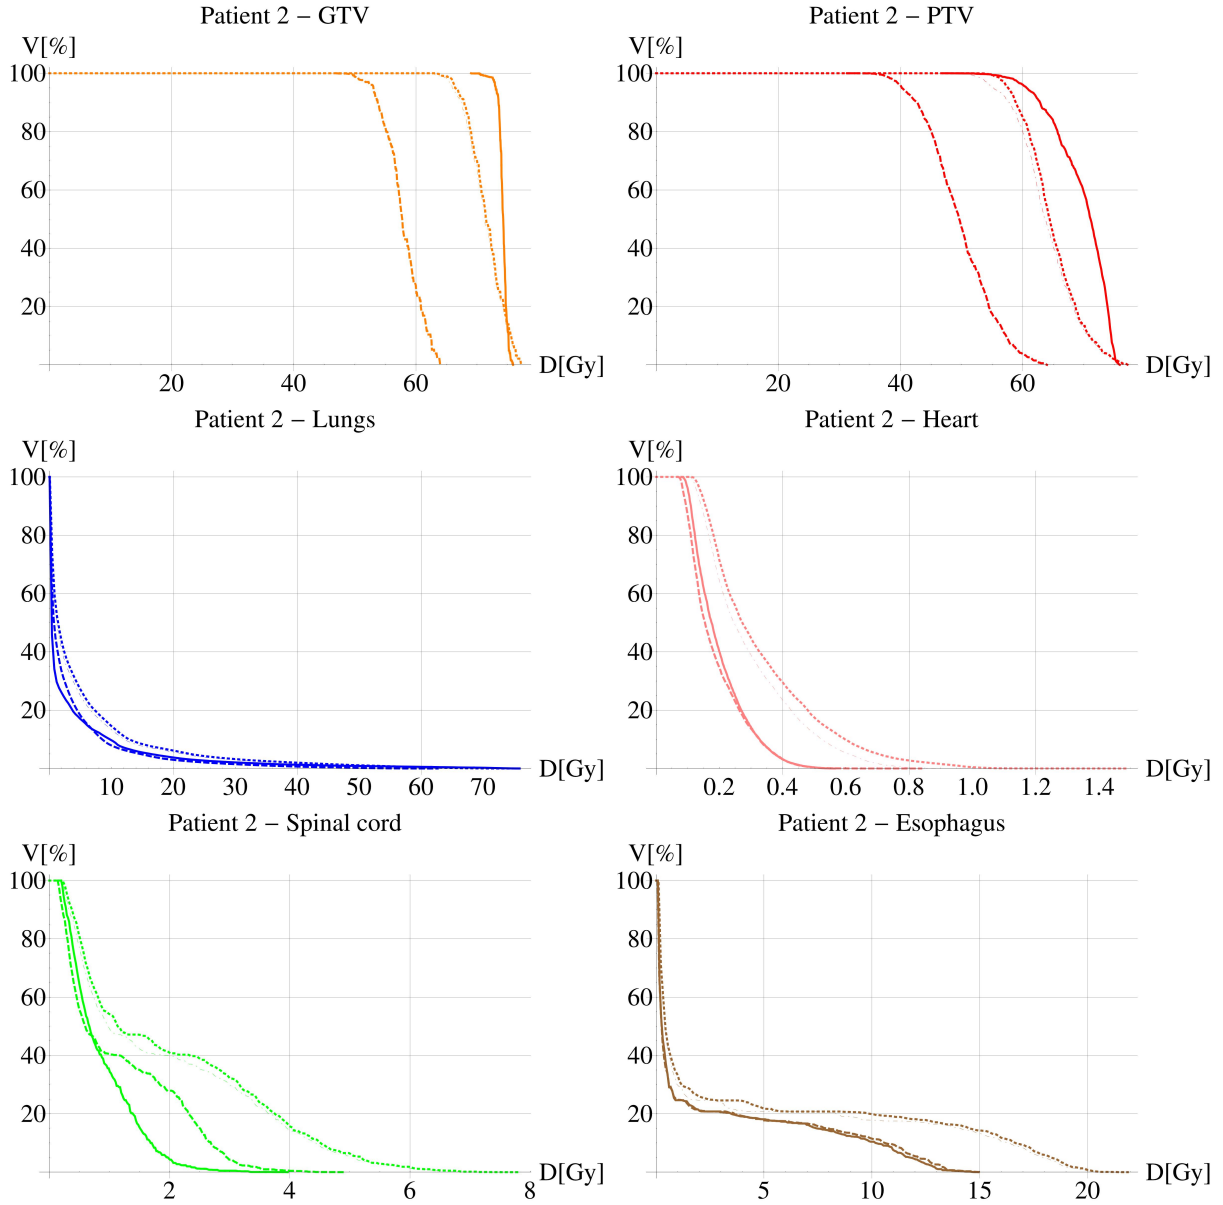 Patient 2 – GTV
V[%]
100
80
60
40
20
20 40 60
D[Gy]
Patient 2 – PTV
V[%]
100
80
60
40
20
20 40 60
D[Gy]
Patient 2 – Lungs
V[%]
100
80
60
40
20
10 20 30 40 50 60 70
D[Gy]
Patient 2 – Heart
V[%]
100
80
60
40
20
0.2 0.4 0.6 0.8 1.0 1.2 1.4
D[Gy]
Patient 2 – Spinal cord
V[%]
100
80
60
40
20
2 4 6 8
D[Gy]
Patient 2 – Esophagus
V[%]
100
80
60
40
20
5 10 15 20
D[Gy]